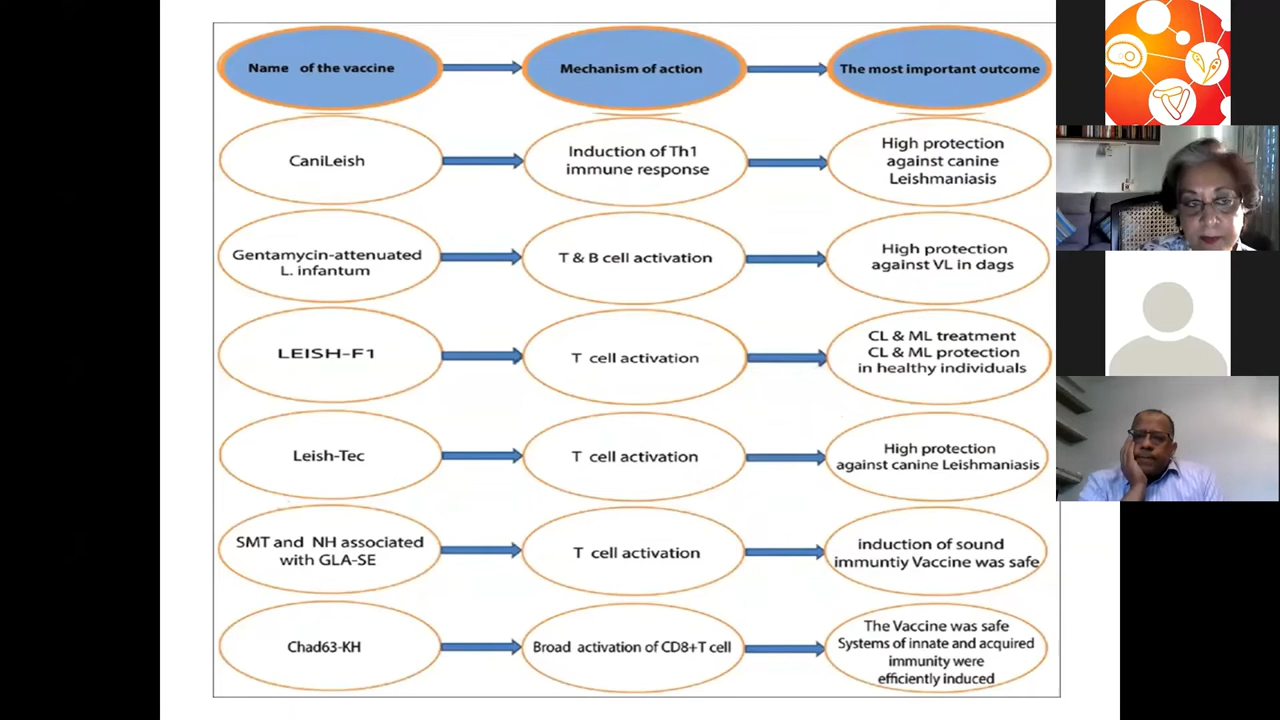 Name of the vaccine
Mechanism of action
The most important outcome
CaniLeish
Induction of Th1
immune response
High protection
against canine
Leishmaniasis
Gentamycin-attenuated
L. infantum
T & B cell activation
High protection
against VL in dags
LEISH-F1
T cell activation
CL & ML treatment
CL & ML protection
in healthy individuals
Leish-Tec
T cell activation
High protection
against canine Leishmaniasis
SMT and NH associated
with GLA-SE
T cell activation
induction of sound
immuntiy Vaccine was safe
Chad63-KH
Broad activation of CD8+T cell
The Vaccine was safe
Systems of innate and acquired
immunity were
efficiently induced